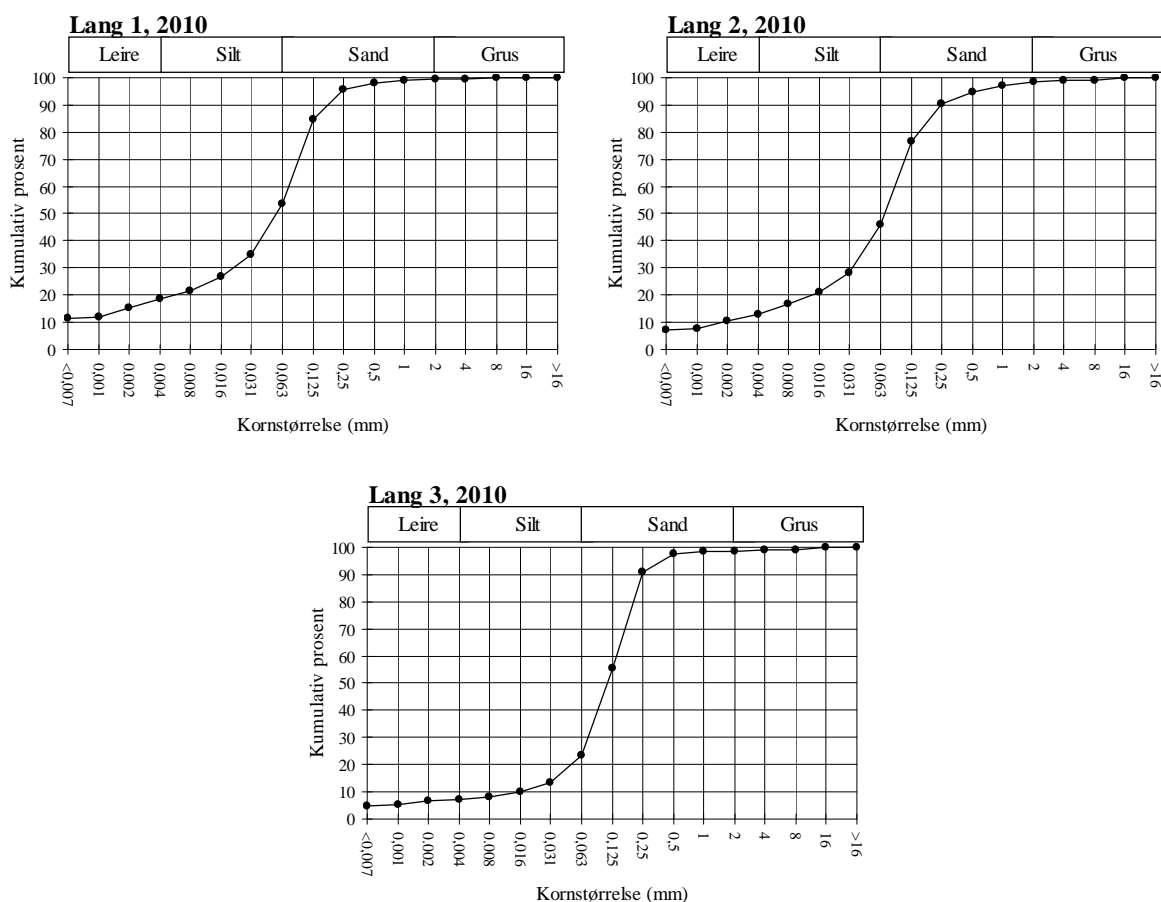 Lang 1, 2010
Leire Silt Sand Grus
100
90
80
70
60
50
40
30
20
10
0
Kumulativ prosent
<0,007 0,001 0,002 0,004 0,008 0,016 0,031 0,063 0,125 0,25 0,5 1 2 4 8 16 >16
Kornstørrelse (mm)
Lang 2, 2010
Leire Silt Sand Grus
100
90
80
70
60
50
40
30
20
10
0
Kumulativ prosent
<0,007 0,001 0,002 0,004 0,008 0,016 0,031 0,063 0,125 0,25 0,5 1 2 4 8 16 >16
Kornstørrelse (mm)
Lang 3, 2010
Leire Silt Sand Grus
100
90
80
70
60
50
40
30
20
10
0
Kumulativ prosent
<0,007 0,001 0,002 0,004 0,008 0,016 0,031 0,063 0,125 0,25 0,5 1 2 4 8 16 >16
Kornstørrelse (mm)